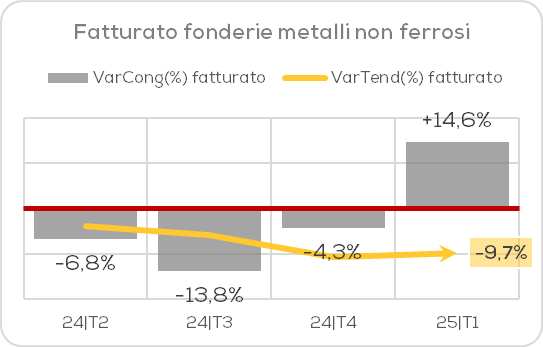 Fatturato fonderie metalli non ferrosi
VarCong(%) fatturato VarTend(%) fatturato
+14,6%
-6,8%
-13,8%
-4,3%
-9,7%
24|T2 24|T3 24|T4 25|T1